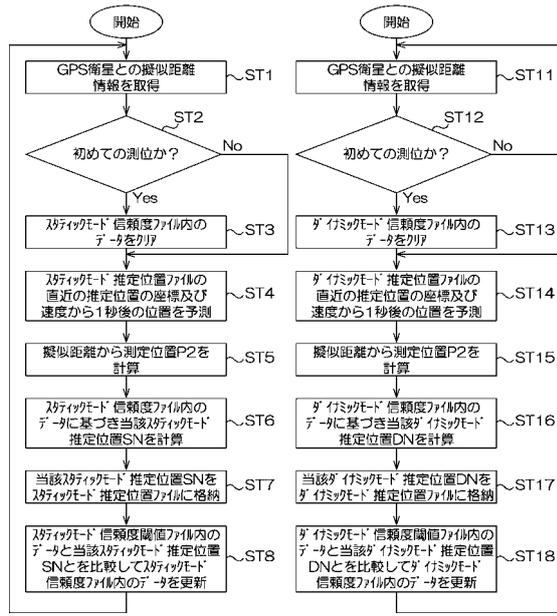 開始
GPS衛星との擬似距離
情報を取得
ST1
ST2
初めての測位か?
No
Yes
スタティックモード信頼度ファイル内の
データをクリア
ST3
スタティックモード推定位置ファイルの
直近の推定位置の座標及び
速度から1秒後の位置を予測
ST4
擬似距離から測定位置P2を
計算
ST5
スタティックモード信頼度ファイル内の
データに基づき当該スタティックモード
推定位置SNを計算
ST6
当該スタティックモード推定位置SNを
スタティックモード推定位置ファイルに格納
ST7
スタティックモード信頼度閾値ファイル内の
データと当該スタティックモード推定位置
SNとを比較してスタティックモード
信頼度ファイル内のデータを更新
ST8
開始
GPS衛星との擬似距離
情報を取得
ST11
ST12
初めての測位か?
No
Yes
ダイナミックモード信頼度ファイル内の
データをクリア
ST13
ダイナミックモード推定位置ファイルの
直近の推定位置の座標及び
速度から1秒後の位置を予測
ST14
擬似距離から測定位置P2を
計算
ST15
ダイナミックモード信頼度ファイル内の
データに基づき当該ダイナミックモード
推定位置DNを計算
ST16
当該ダイナミックモード推定位置DNを
ダイナミックモード推定位置ファイルに格納
ST17
ダイナミックモード信頼度閾値ファイル内の
データと当該ダイナミックモード推定位置
DNとを比較してダイナミックモード
信頼度ファイル内のデータを更新
ST18